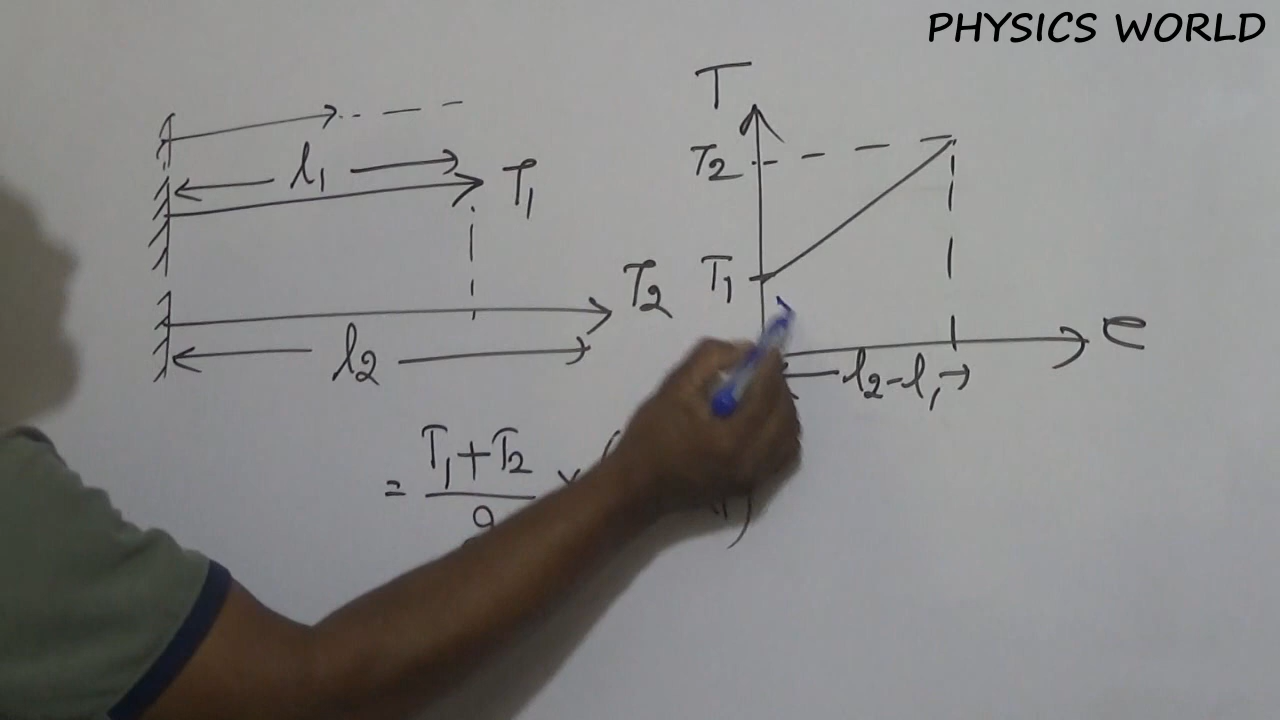 PHYSICS WORLD
l₁
T₁
l₂
T₂
T
T₂
T₁
e
l₂-l₁
= T₁+T₂
×(
)